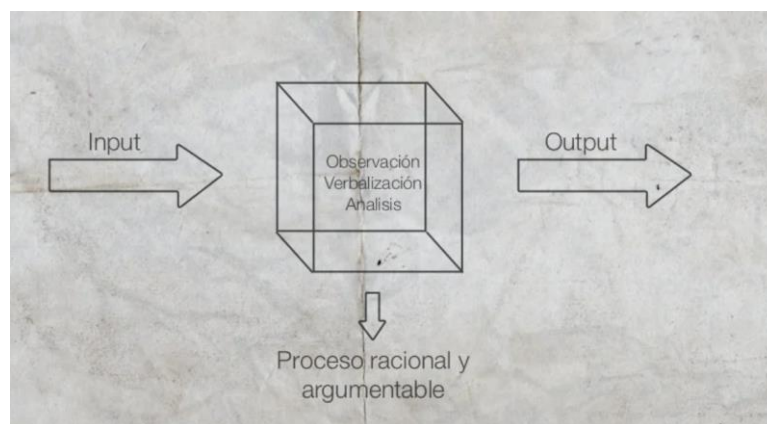 Input
Observación
Verbalización
Analisis
Output
Proceso racional y
argumentable